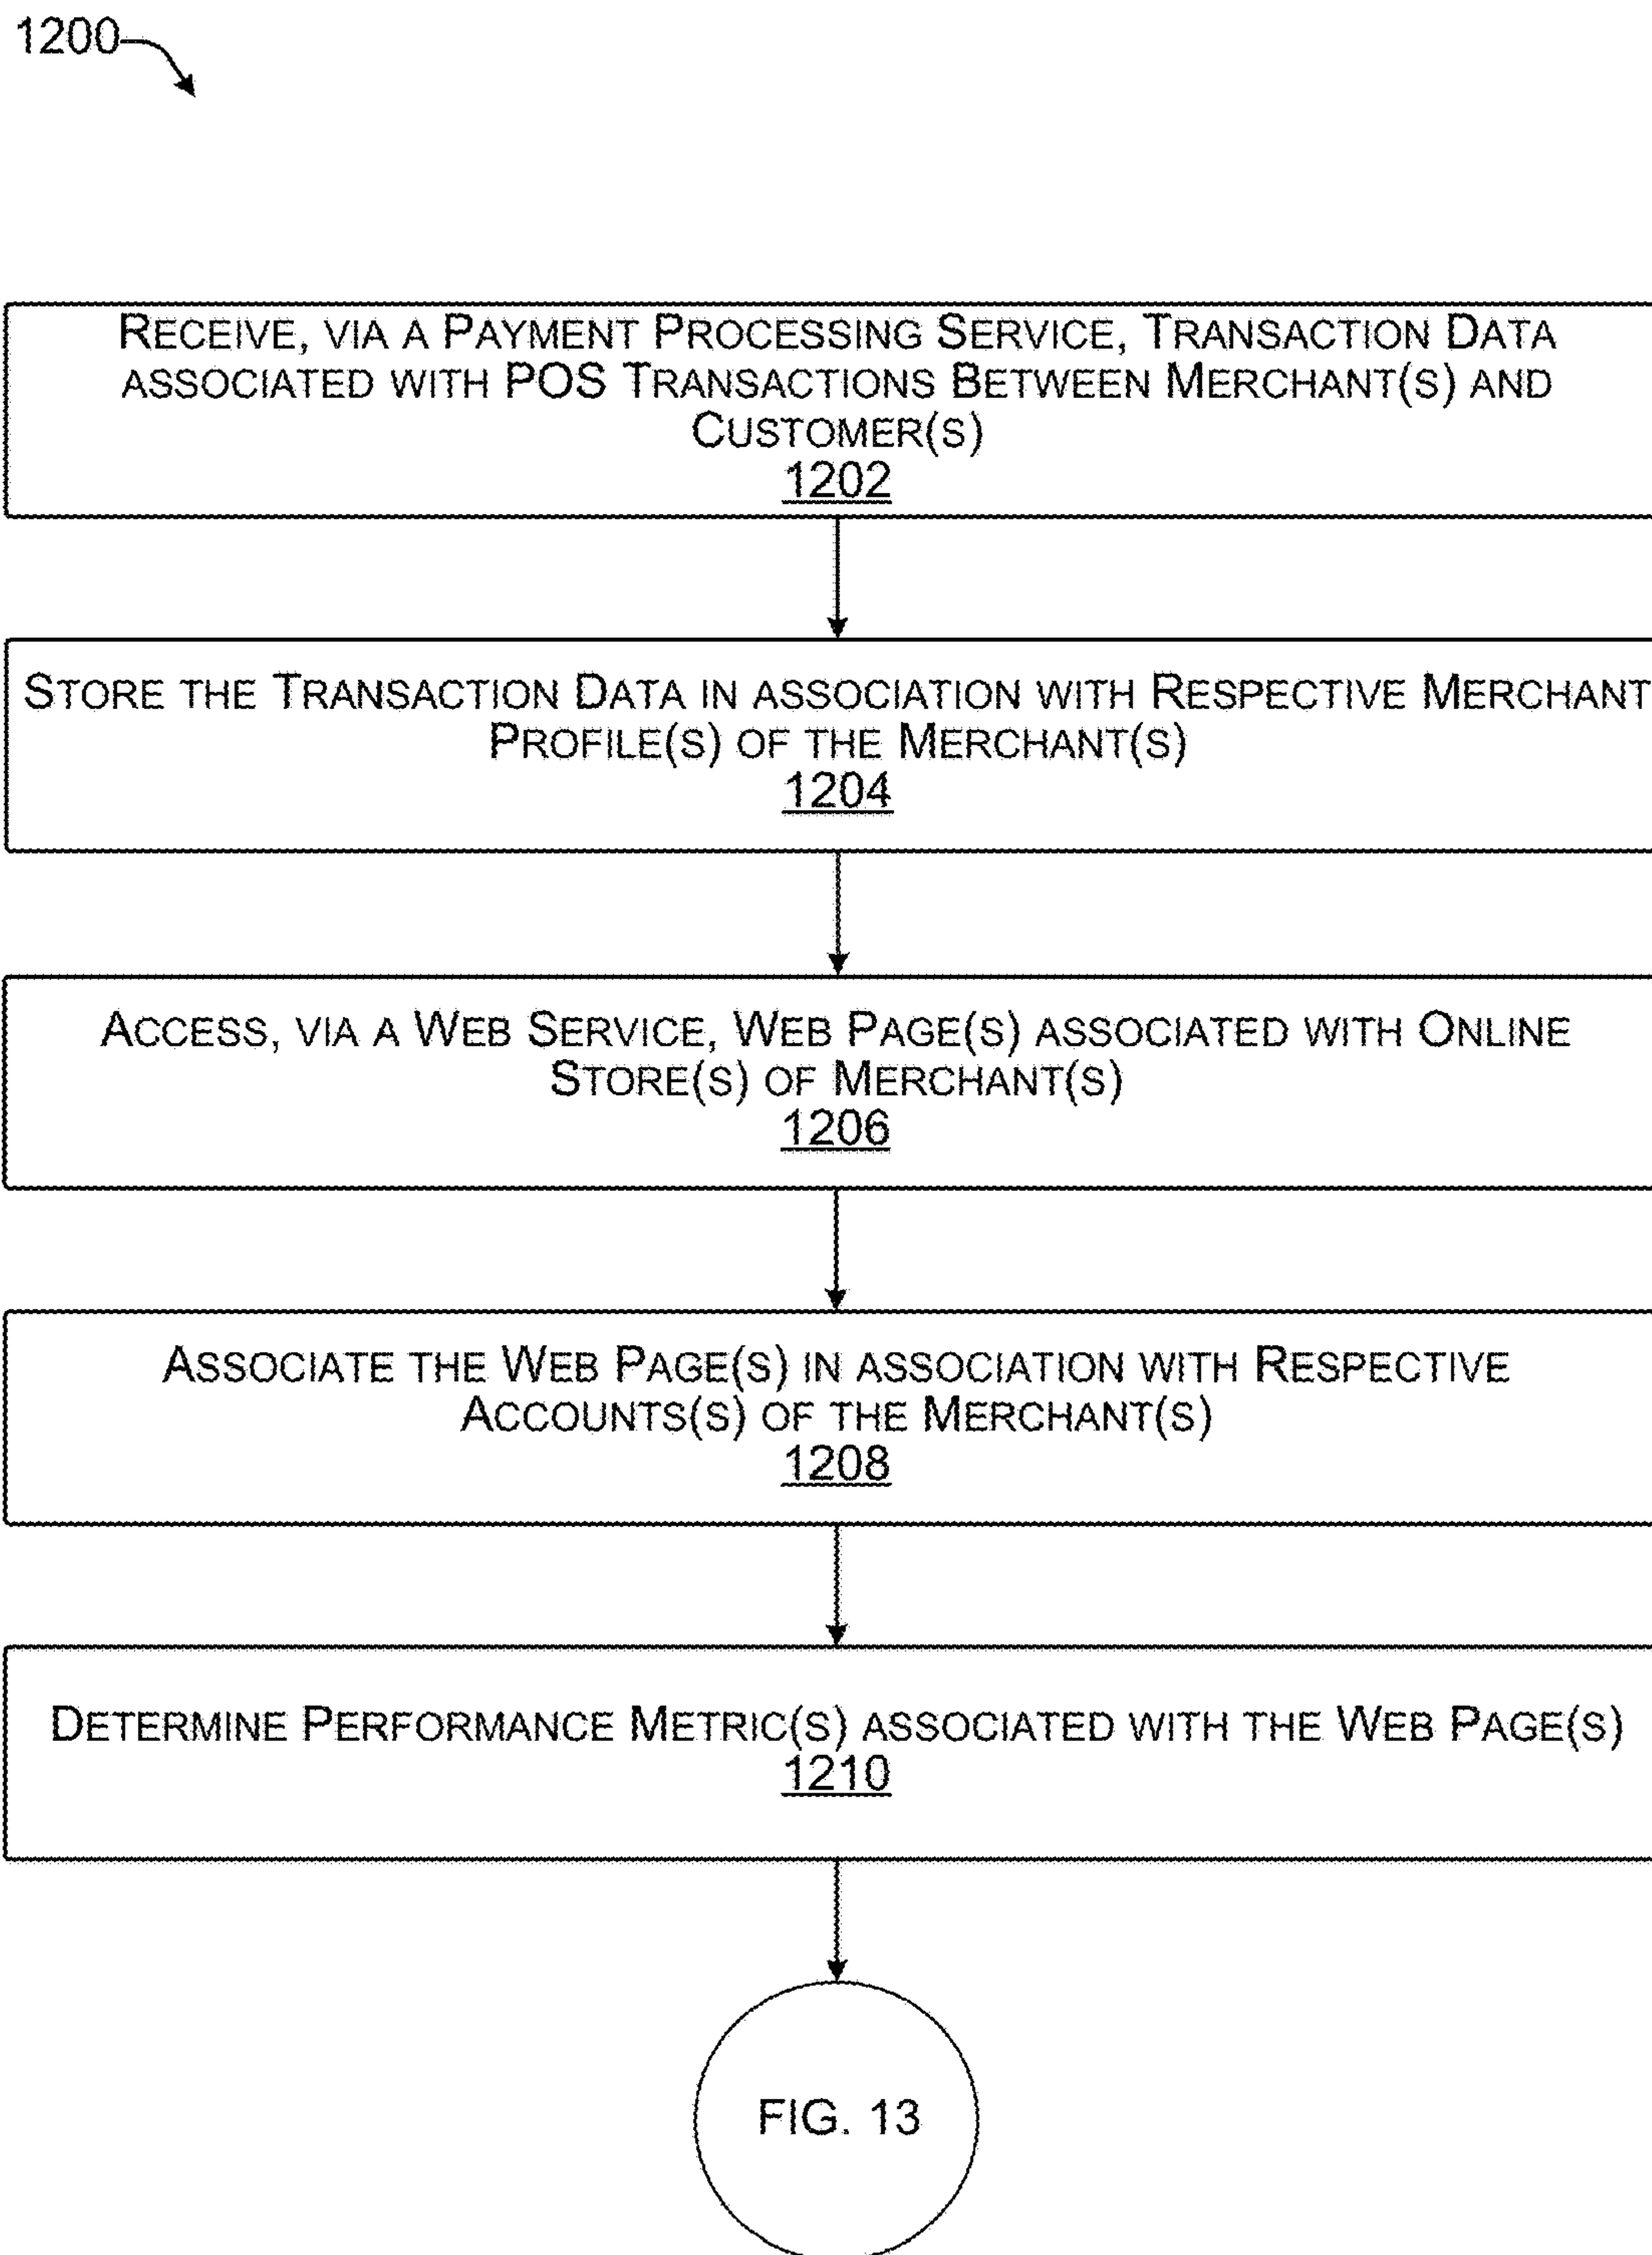 1200
RECEIVE, VIA A PAYMENT PROCESSING SERVICE, TRANSACTION DATA
ASSOCIATED WITH POS TRANSACTIONS BETWEEN MERCHANT(S) AND
CUSTOMER(S)
1202
STORE THE TRANSACTION DATA IN ASSOCIATION WITH RESPECTIVE MERCHANT
PROFILE(S) OF THE MERCHANT(S)
1204
ACCESS, VIA A WEB SERVICE, WEB PAGE(S) ASSOCIATED WITH ONLINE
STORE(S) OF MERCHANT(S)
1206
ASSOCIATE THE WEB PAGE(S) IN ASSOCIATION WITH RESPECTIVE
ACCOUNTS(S) OF THE MERCHANT(S)
1208
DETERMINE PERFORMANCE METRIC(S) ASSOCIATED WITH THE WEB PAGE(S)
1210
FIG. 13